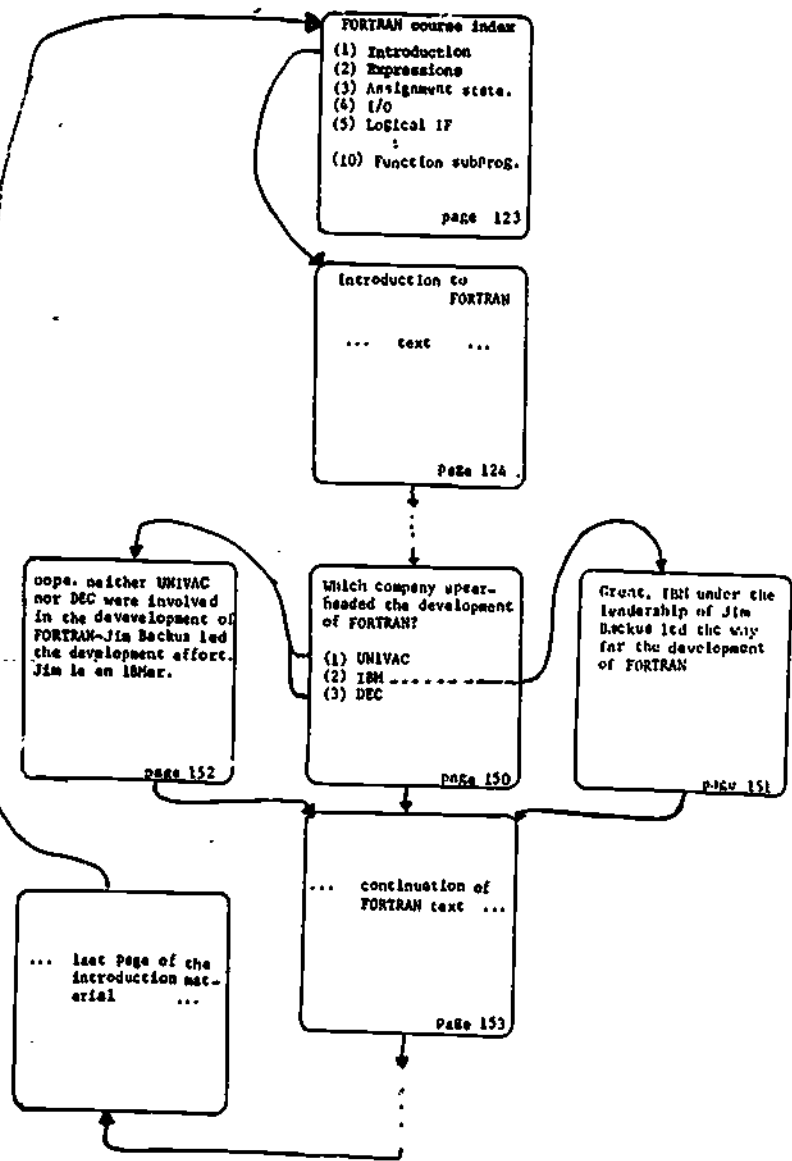 FORTRAN course index
(1) Introduction
(2) Expressions
(3) Assignment state.
(4) I/O
(5) Logical IF
:
(10) Function subprog.
page 123
Introduction to
FORTRAN
... text ...
page 124
oops. neither UNIVAC
nor DEC were involved
in the devevelopment of
FORTRAN-Jim Backus led
the development effort.
Jim is an IBMer.
page 152
Which company spear-
headed the development
of FORTRAN?
(1) UNIVAC
(2) IBM
(3) DEC
page 150
Great, IBM under the
leadership of Jim
Backus led the way
for the development
of FORTRAN
page 151
... continuation of
FORTRAN text ...
page 153
... last page of the
introduction mat-
erial ...